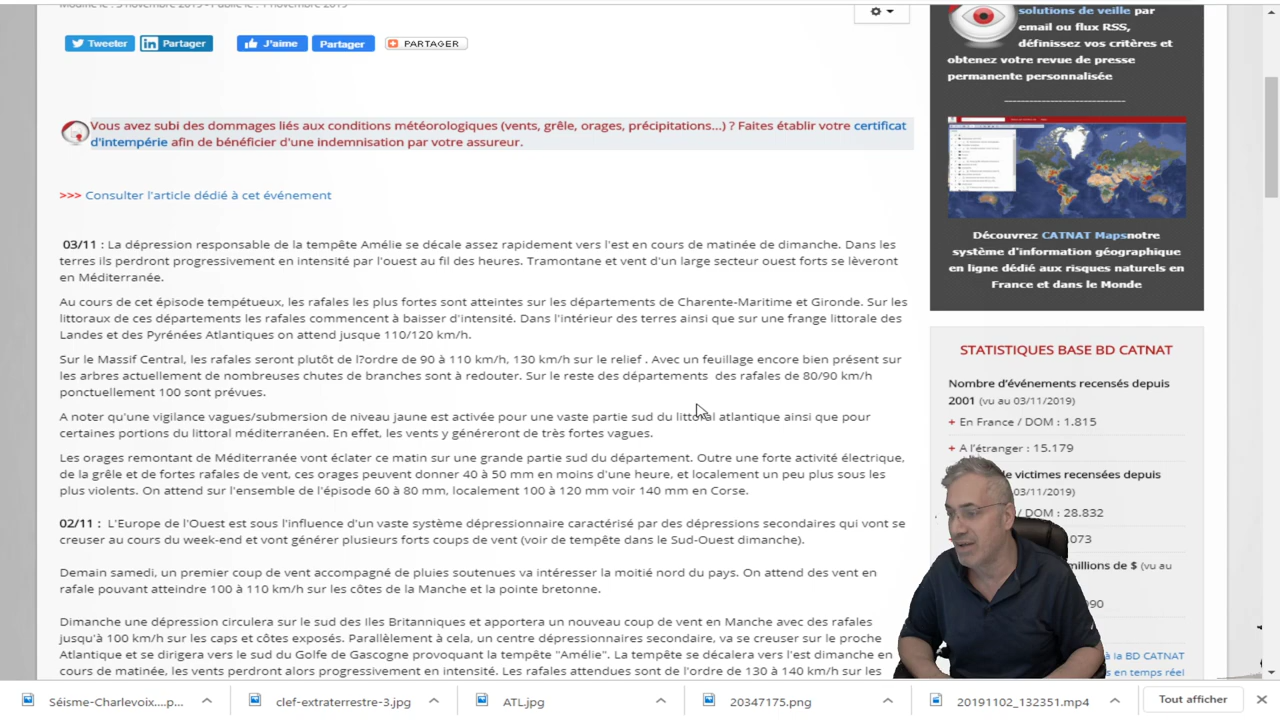 Modifié le : 3 novembre 2019 - Publié le : 1 novembre 2019
Tweeter
Partager
J'aime
Partager
PARTAGER
Vous avez subi des dommages liés aux conditions météorologiques (vents, grêle, orages, précipitations...) ? Faites établir votre certificat
d'intempérie afin de bénéficier d'une indemnisation par votre assureur.
>>> Consulter l'article dédié à cet événement
03/11 : La dépression responsable de la tempête Amélie se décale assez rapidement vers l'est en cours de matinée de dimanche. Dans les
terres ils perdront progressivement en intensité par l'ouest au fil des heures. Tramontane et vent d'un large secteur ouest forts se lèveront
en Méditerranée.
Au cours de cet épisode tempétueux, les rafales les plus fortes sont atteintes sur les départements de Charente-Maritime et Gironde. Sur les
littoraux de ces départements les rafales commencent à baisser d'intensité. Dans l'intérieur des terres ainsi que sur une frange littorale des
Landes et des Pyrénées Atlantiques on attend jusque 110/120 km/h.
Sur le Massif Central, les rafales seront plutôt de l?ordre de 90 à 110 km/h, 130 km/h sur le relief . Avec un feuillage encore bien présent sur
les arbres actuellement de nombreuses chutes de branches sont à redouter. Sur le reste des départements des rafales de 80/90 km/h
ponctuellement 100 sont prévues.
A noter qu'une vigilance vagues/submersion de niveau jaune est activée pour une vaste partie sud du littoral atlantique ainsi que pour
certaines portions du littoral méditerranéen. En effet, les vents y généreront de très fortes vagues.
Les orages remontant de Méditerranée vont éclater ce matin sur une grande partie sud du département. Outre une forte activité électrique,
de la grêle et de fortes rafales de vent, ces orages peuvent donner 40 à 50 mm en moins d'une heure, et localement un peu plus sous les
plus violents. On attend sur l'ensemble de l'épisode 60 à 80 mm, localement 100 à 120 mm voir 140 mm en Corse.
02/11 : L'Europe de l'Ouest est sous l'influence d'un vaste système dépressionnaire caractérisé par des dépressions secondaires qui vont se
creuser au cours du week-end et vont générer plusieurs forts coups de vent (voir de tempête dans le Sud-Ouest dimanche).
Demain samedi, un premier coup de vent accompagné de pluies soutenues va intéresser la moitié nord du pays. On attend des vent en
rafale pouvant atteindre 100 à 110 km/h sur les côtes de la Manche et la pointe bretonne.
Dimanche une dépression circulera sur le sud des Iles Britanniques et apportera un nouveau coup de vent en Manche avec des rafales
jusqu'à 100 km/h sur les caps et côtes exposés. Parallèlement à cela, un centre dépressionnaire secondaire, va se creuser sur le proche
Atlantique et se dirigera vers le sud du Golfe de Gascogne provoquant la tempête "Amélie". La tempête se décalera vers l'est dimanche en
cours de matinée, les vents perdront alors progressivement en intensité. Les rafales attendues sont de l'ordre de 130 à 140 km/h sur les
solutions de veille par
email ou flux RSS,
définissez vos critères et
obtenez votre revue de presse
permanente personnalisée
Découvrez CATNAT Mapsnotre
système d'information géographique
en ligne dédié aux risques naturels en
France et dans le Monde
STATISTIQUES BASE BD CATNAT
Nombre d'événements recensés depuis
2001 (vu au 03/11/2019)
+ En France / DOM : 1.815
+ A l'étranger : 15.179
de victimes recensées depuis
03/11/2019)
/ DOM : 28.832
.073
millions de $ (vu au
090
à la BD CATNAT
en temps réel
Séisme-Charlevoix....p...
clef-extraterrestre-3.jpg
ATL.jpg
20347175.png
20191102_132351.mp4
Tout afficher